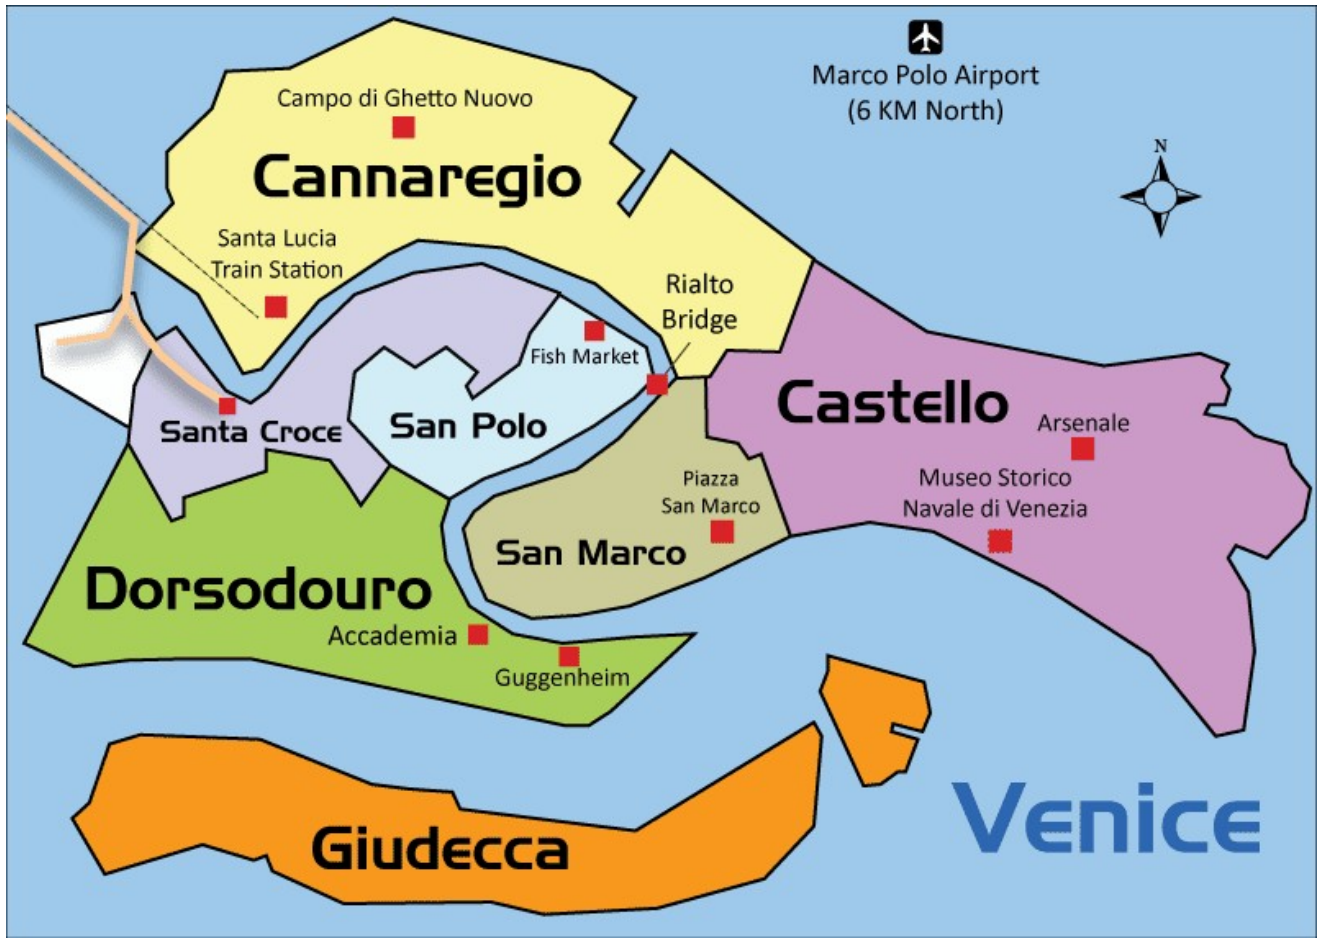 Marco Polo Airport
(6 KM North)
N
Campo di Ghetto Nuovo
Cannaregio
Santa Lucia
Train Station
Rialto
Bridge
Fish Market
Santa Croce
San Polo
Castello
Arsenale
Museo Storico
Navale di Venezia
Piazza
San Marco
San Marco
Dorsodouro
Accademia
Guggenheim
Giudecca
Venice